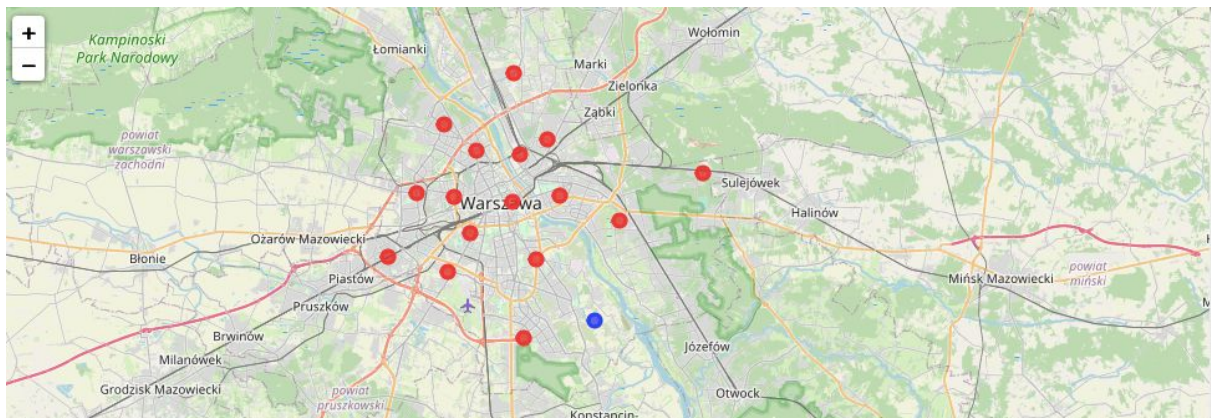 +
−
Kampinoski
Park Narodowy
Łomianki
Wołomin
Marki
Zielonka
Ząbki
powiat
warszawski
zachodni
Sulejówek
Warszawa
Halinów
Ożarów Mazowiecki
Błonie
Piastów
Mińsk Mazowiecki
powiat
miński
Pruszków
Brwinów
Józefów
Milanówek
Grodzisk Mazowiecki
powiat
pruszkowski
Otwock
Konstancin-